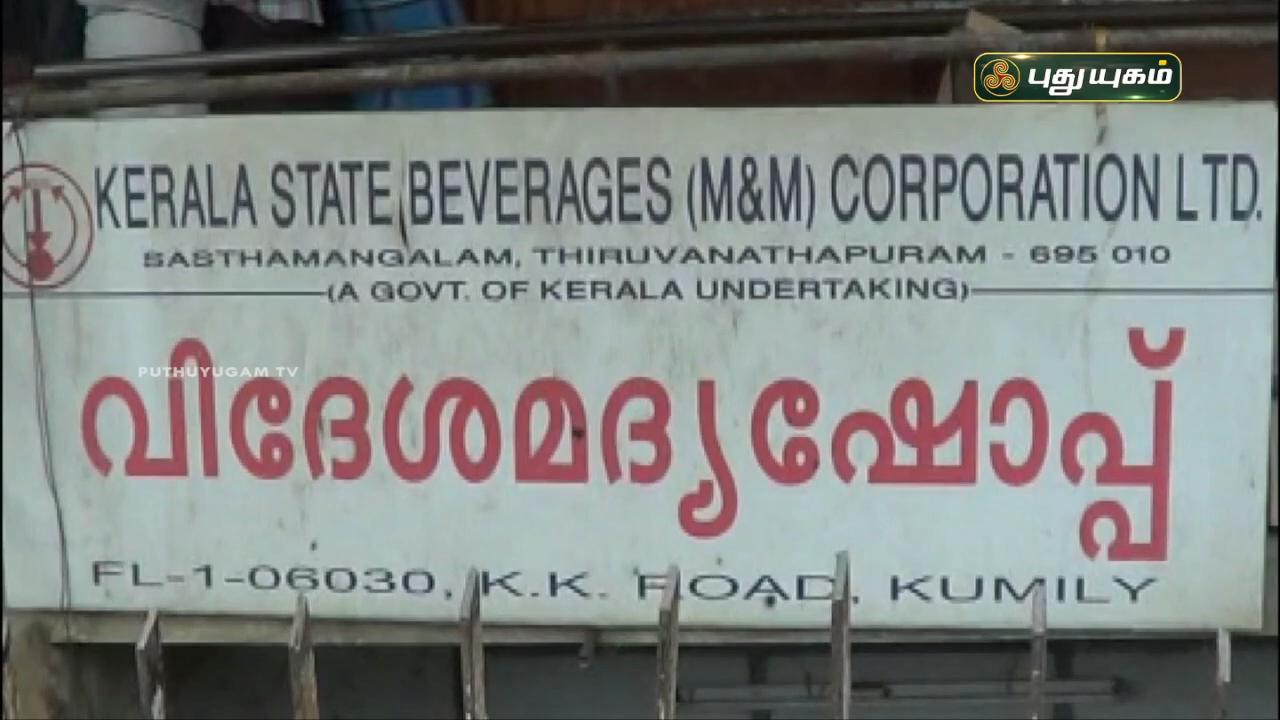 புதுயுகம்
KERALA STATE BEVERAGES (M&M) CORPORATION LTD.
SASTHAMANGALAM, THIRUVANATHAPURAM - 695 010
(A GOVT. OF KERALA UNDERTAKING)
PUTHUYUGAM TV
വിദേശമദ്യഷോപ്പ്
FL-1-06030, K.K. ROAD, KUMILY